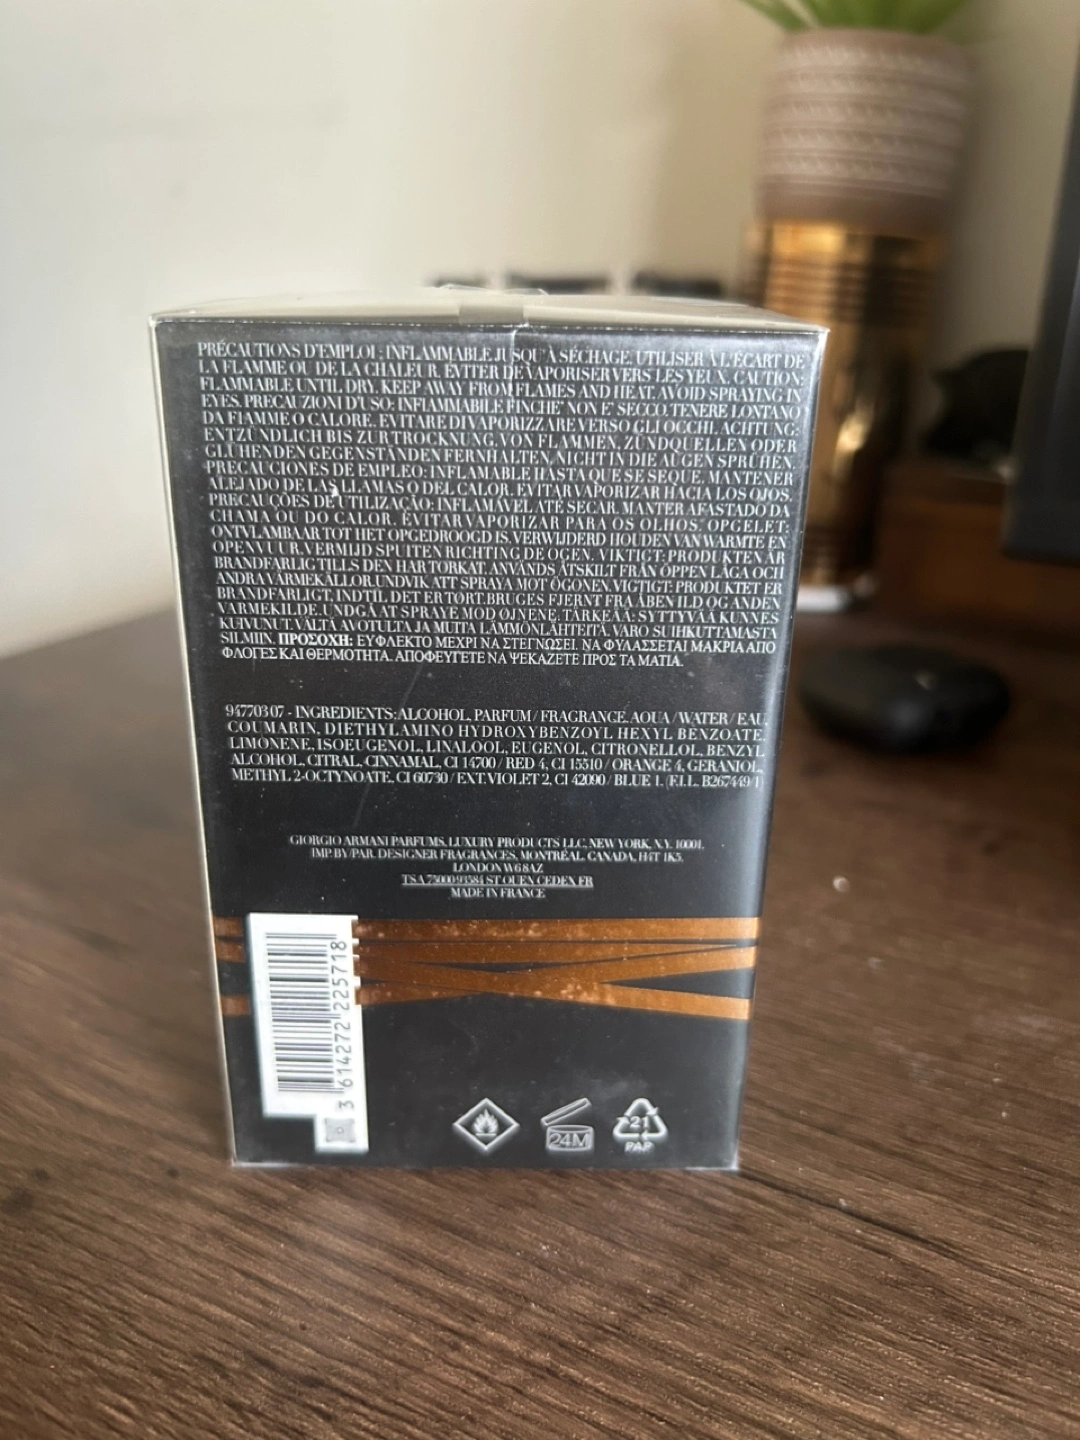 PRÉCAUTIONS D'EMPLOI : INFLAMMABLE JUSQU'À SÉCHAGE. UTILISER À L'ÉCART DE
LA FLAMME OU DE LA CHALEUR. ÉVITER DE VAPORISER VERS LES YEUX. CAUTION:
FLAMMABLE UNTIL DRY. KEEP AWAY FROM FLAMES AND HEAT. AVOID SPRAYING IN
EYES. PRECAUZIONI D'USO: INFIAMMABILE FINCHE' NON E' SECCO. TENERE LONTANO
DA FIAMME O CALORE. EVITARE DI VAPORIZZARE VERSO GLI OCCHI. ACHTUNG:
ENTZÜNDLICH BIS ZUR TROCKNUNG. VON FLAMMEN, ZÜNDQUELLEN ODER
GLÜHENDEN GEGENSTÄNDEN FERNHALTEN. NICHT IN DIE AUGEN SPRÜHEN.
PRECAUCIONES DE EMPLEO: INFLAMABLE HASTA QUE SE SEQUE. MANTENER
ALEJADO DE LAS LLAMAS O DEL CALOR. EVITAR VAPORIZAR HACIA LOS OJOS.
PRECAUÇÕES DE UTILIZAÇÃO: INFLAMÁVEL ATÉ SECAR. MANTER AFASTADO DA
CHAMA OU DO CALOR. EVITAR VAPORIZAR PARA OS OLHOS. OPGELET:
ONTVLAMBAAR TOT HET OPGEDROOGD IS. VERWIJDERD HOUDEN VAN WARMTE EN
OPEN VUUR. VERMIJD SPUITEN RICHTING DE OGEN. VIKTIGT: PRODUKTEN ÄR
BRANDFARLIG TILLS DEN HAR TORKAT. ANVÄNDS ÅTSKILT FRÅN ÖPPEN LÅGA OCH
ANDRA VÄRMEKÄLLOR. UNDVIK ATT SPRAYA MOT ÖGONEN. VIGTIGT: PRODUKTET ER
BRANDFARLIGT, INDTIL DET ER TØRT. BRUGES FJERNT FRA ÅBEN ILD OG ANDEN
VARMEKILDE. UNDGÅ AT SPRAYE MOD ØJNENE. TÄRKEÄÄ: SYTTYVÄÄ KUNNES
KUIVUNUT. VÄLTÄ AVOTULTA JA MUITA LÄMMÖNLÄHTEITÄ. VARO SUIHKUTTAMASTA
SILMIIN. ΠΡΟΣΟΧΗ: ΕΥΦΛΕΚΤΟ ΜΕΧΡΙ ΝΑ ΣΤΕΓΝΩΣΕΙ. ΝΑ ΦΥΛΑΣΣΕΤΑΙ ΜΑΚΡΙΑ ΑΠΟ
ΦΛΟΓΕΣ ΚΑΙ ΘΕΡΜΟΤΗΤΑ. ΑΠΟΦΕΥΓΕΤΕ ΝΑ ΨΕΚΑΖΕΤΕ ΠΡΟΣ ΤΑ ΜΑΤΙΑ.
94770307 - INGREDIENTS: ALCOHOL, PARFUM / FRAGRANCE, AQUA / WATER / EAU,
COUMARIN, DIETHYLAMINO HYDROXYBENZOYL HEXYL BENZOATE,
LIMONENE, ISOEUGENOL, LINALOOL, EUGENOL, CITRONELLOL, BENZYL
ALCOHOL, CITRAL, CINNAMAL, CI 14700 / RED 4, CI 15510 / ORANGE 4, GERANIOL,
METHYL 2-OCTYNOATE, CI 60730 / EXT. VIOLET 2, CI 42090 / BLUE 1. (F.I.L. B267449/1)
GIORGIO ARMANI PARFUMS, LUXURY PRODUCTS LLC, NEW YORK, N.Y. 10001,
IMP. BY/PAR. DESIGNER FRAGRANCES, MONTRÉAL, CANADA, H4T 1K5,
LONDON W6 8AZ
TSA 75000 93584 ST OUEN CEDEX FR
MADE IN FRANCE
3 614272 225718
24M
21
PAP